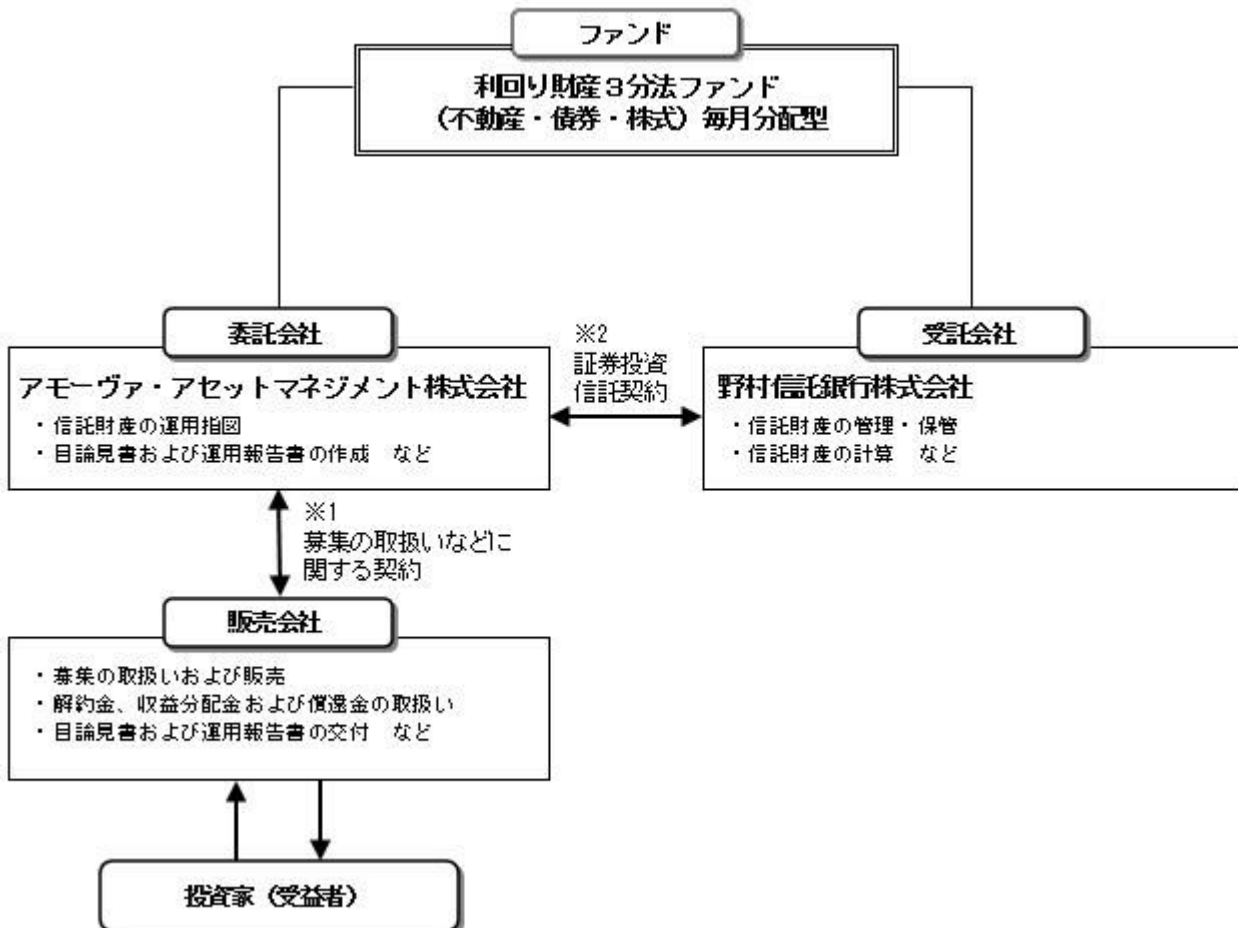 ファンド
利回り財産３分法ファンド
（不動産・債券・株式）毎月分配型
委託会社
アモーヴァ・アセットマネジメント株式会社
・信託財産の運用指図
・目論見書および運用報告書の作成　など
※2
証券投資
信託契約
受託会社
野村信託銀行株式会社
・信託財産の管理・保管
・信託財産の計算　など
※1
募集の取扱いなどに
関する契約
販売会社
・募集の取扱いおよび販売
・解約金、収益分配金および償還金の取扱い
・目論見書および運用報告書の交付　など
投資家（受益者）